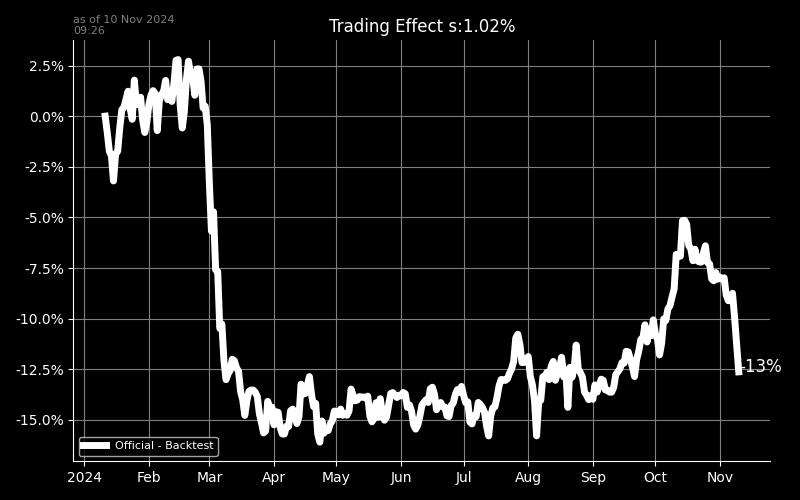 as of 10 Nov 2024
09:26
Trading Effect s:1.02%
2.5%
0.0%
-2.5%
-5.0%
-7.5%
-10.0%
-12.5%
-15.0%
-13%
Official - Backtest
2024 Feb Mar Apr May Jun Jul Aug Sep Oct Nov